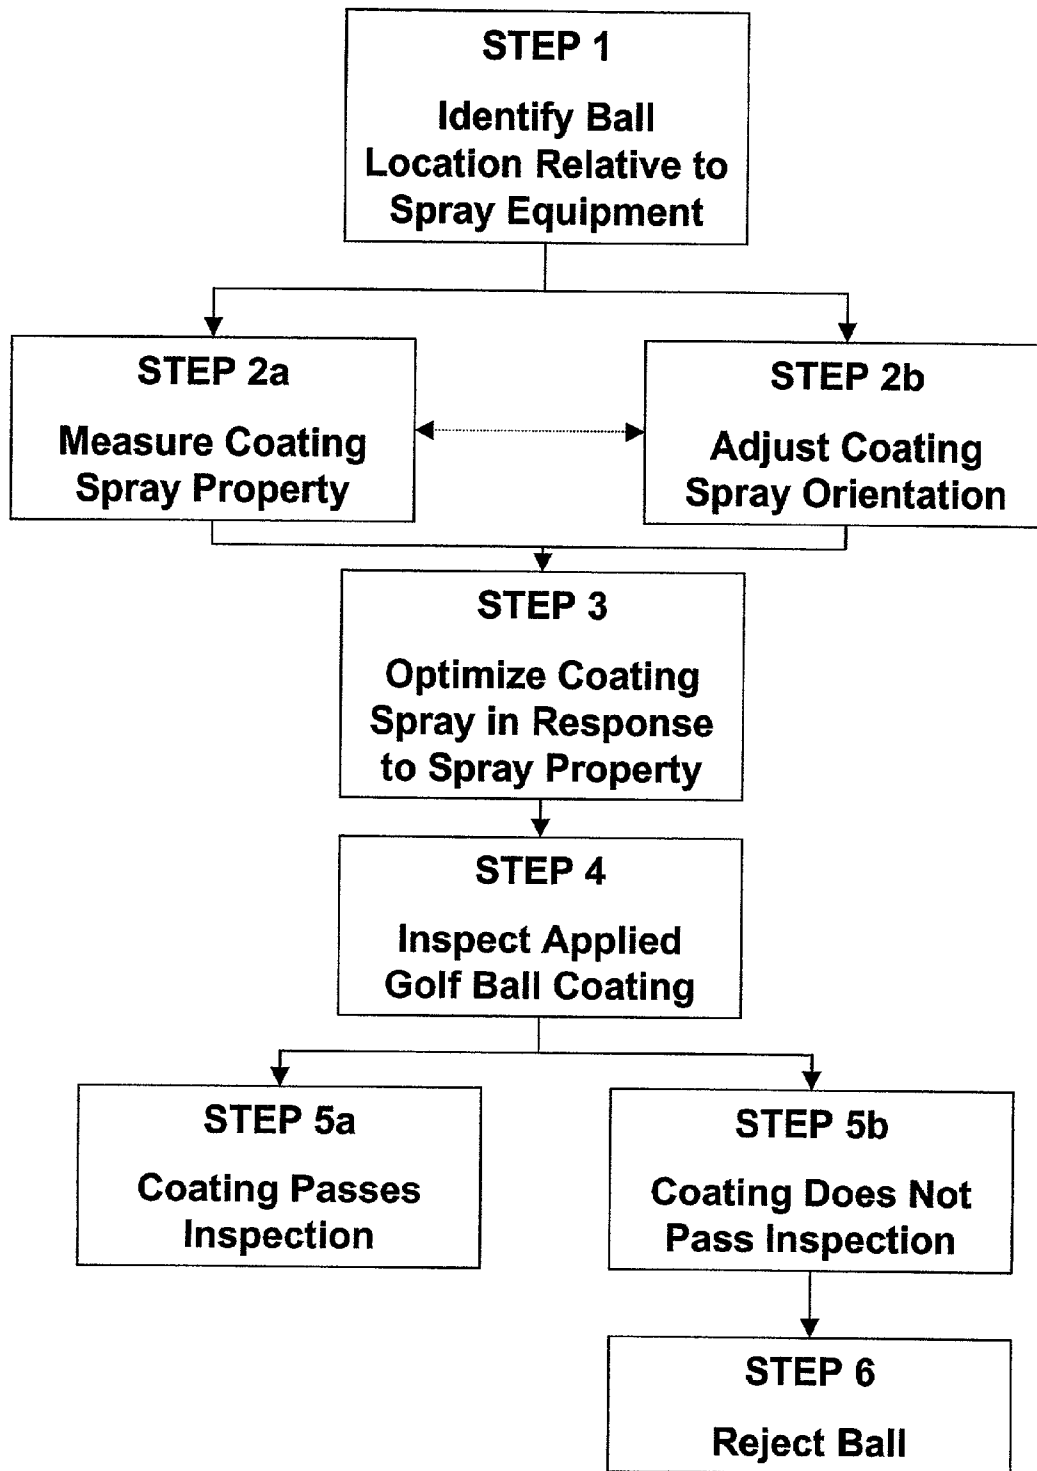 STEP 1
Identify Ball
Location Relative to
Spray Equipment
STEP 2a
Measure Coating
Spray Property
STEP 2b
Adjust Coating
Spray Orientation
STEP 3
Optimize Coating
Spray in Response
to Spray Property
STEP 4
Inspect Applied
Golf Ball Coating
STEP 5a
Coating Passes
Inspection
STEP 5b
Coating Does Not
Pass Inspection
STEP 6
Reject Ball